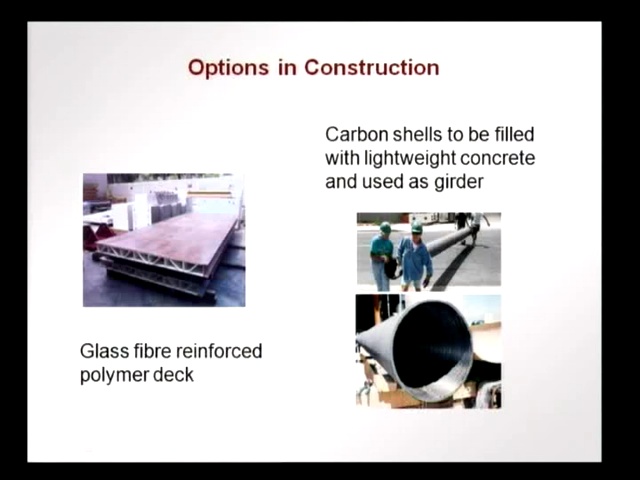 Options in Construction
Carbon shells to be filled
with lightweight concrete
and used as girder
Glass fibre reinforced
polymer deck